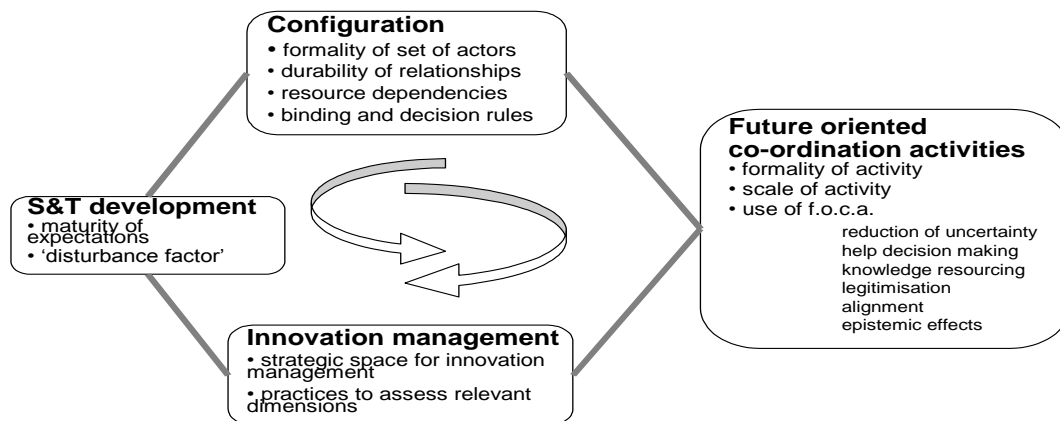 Configuration
• formality of set of actors
• durability of relationships
• resource dependencies
• binding and decision rules
S&T development
• maturity of
expectations
• ‘disturbance factor’
Innovation management
• strategic space for innovation
management
• practices to assess relevant
dimensions
Future oriented
co-ordination activities
• formality of activity
• scale of activity
• use of f.o.c.a.
reduction of uncertainty
help decision making
knowledge resourcing
legitimisation
alignment
epistemic effects